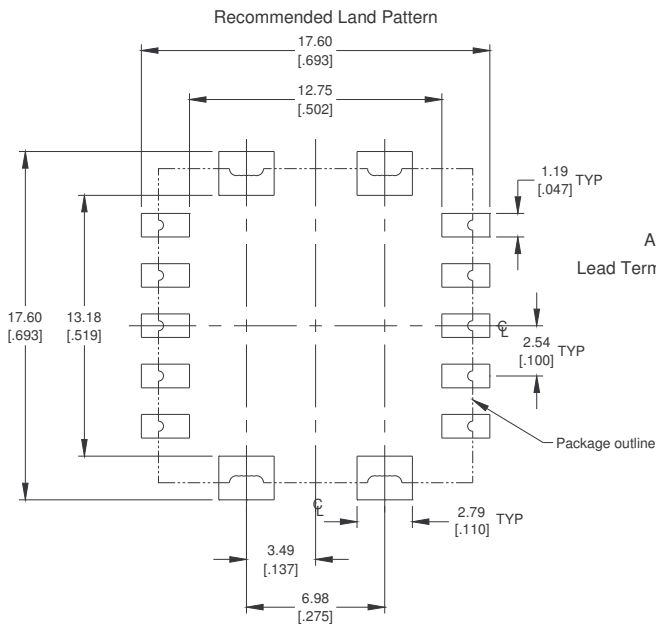 Recommended Land Pattern
17.60
[.693]
12.75
[.502]
1.19
[.047]
TYP
A
Lead Term
17.60
[.693]
13.18
[.519]
℄
2.54
[.100]
TYP
Package outline
℄
2.79
[.110]
TYP
3.49
[.137]
6.98
[.275]